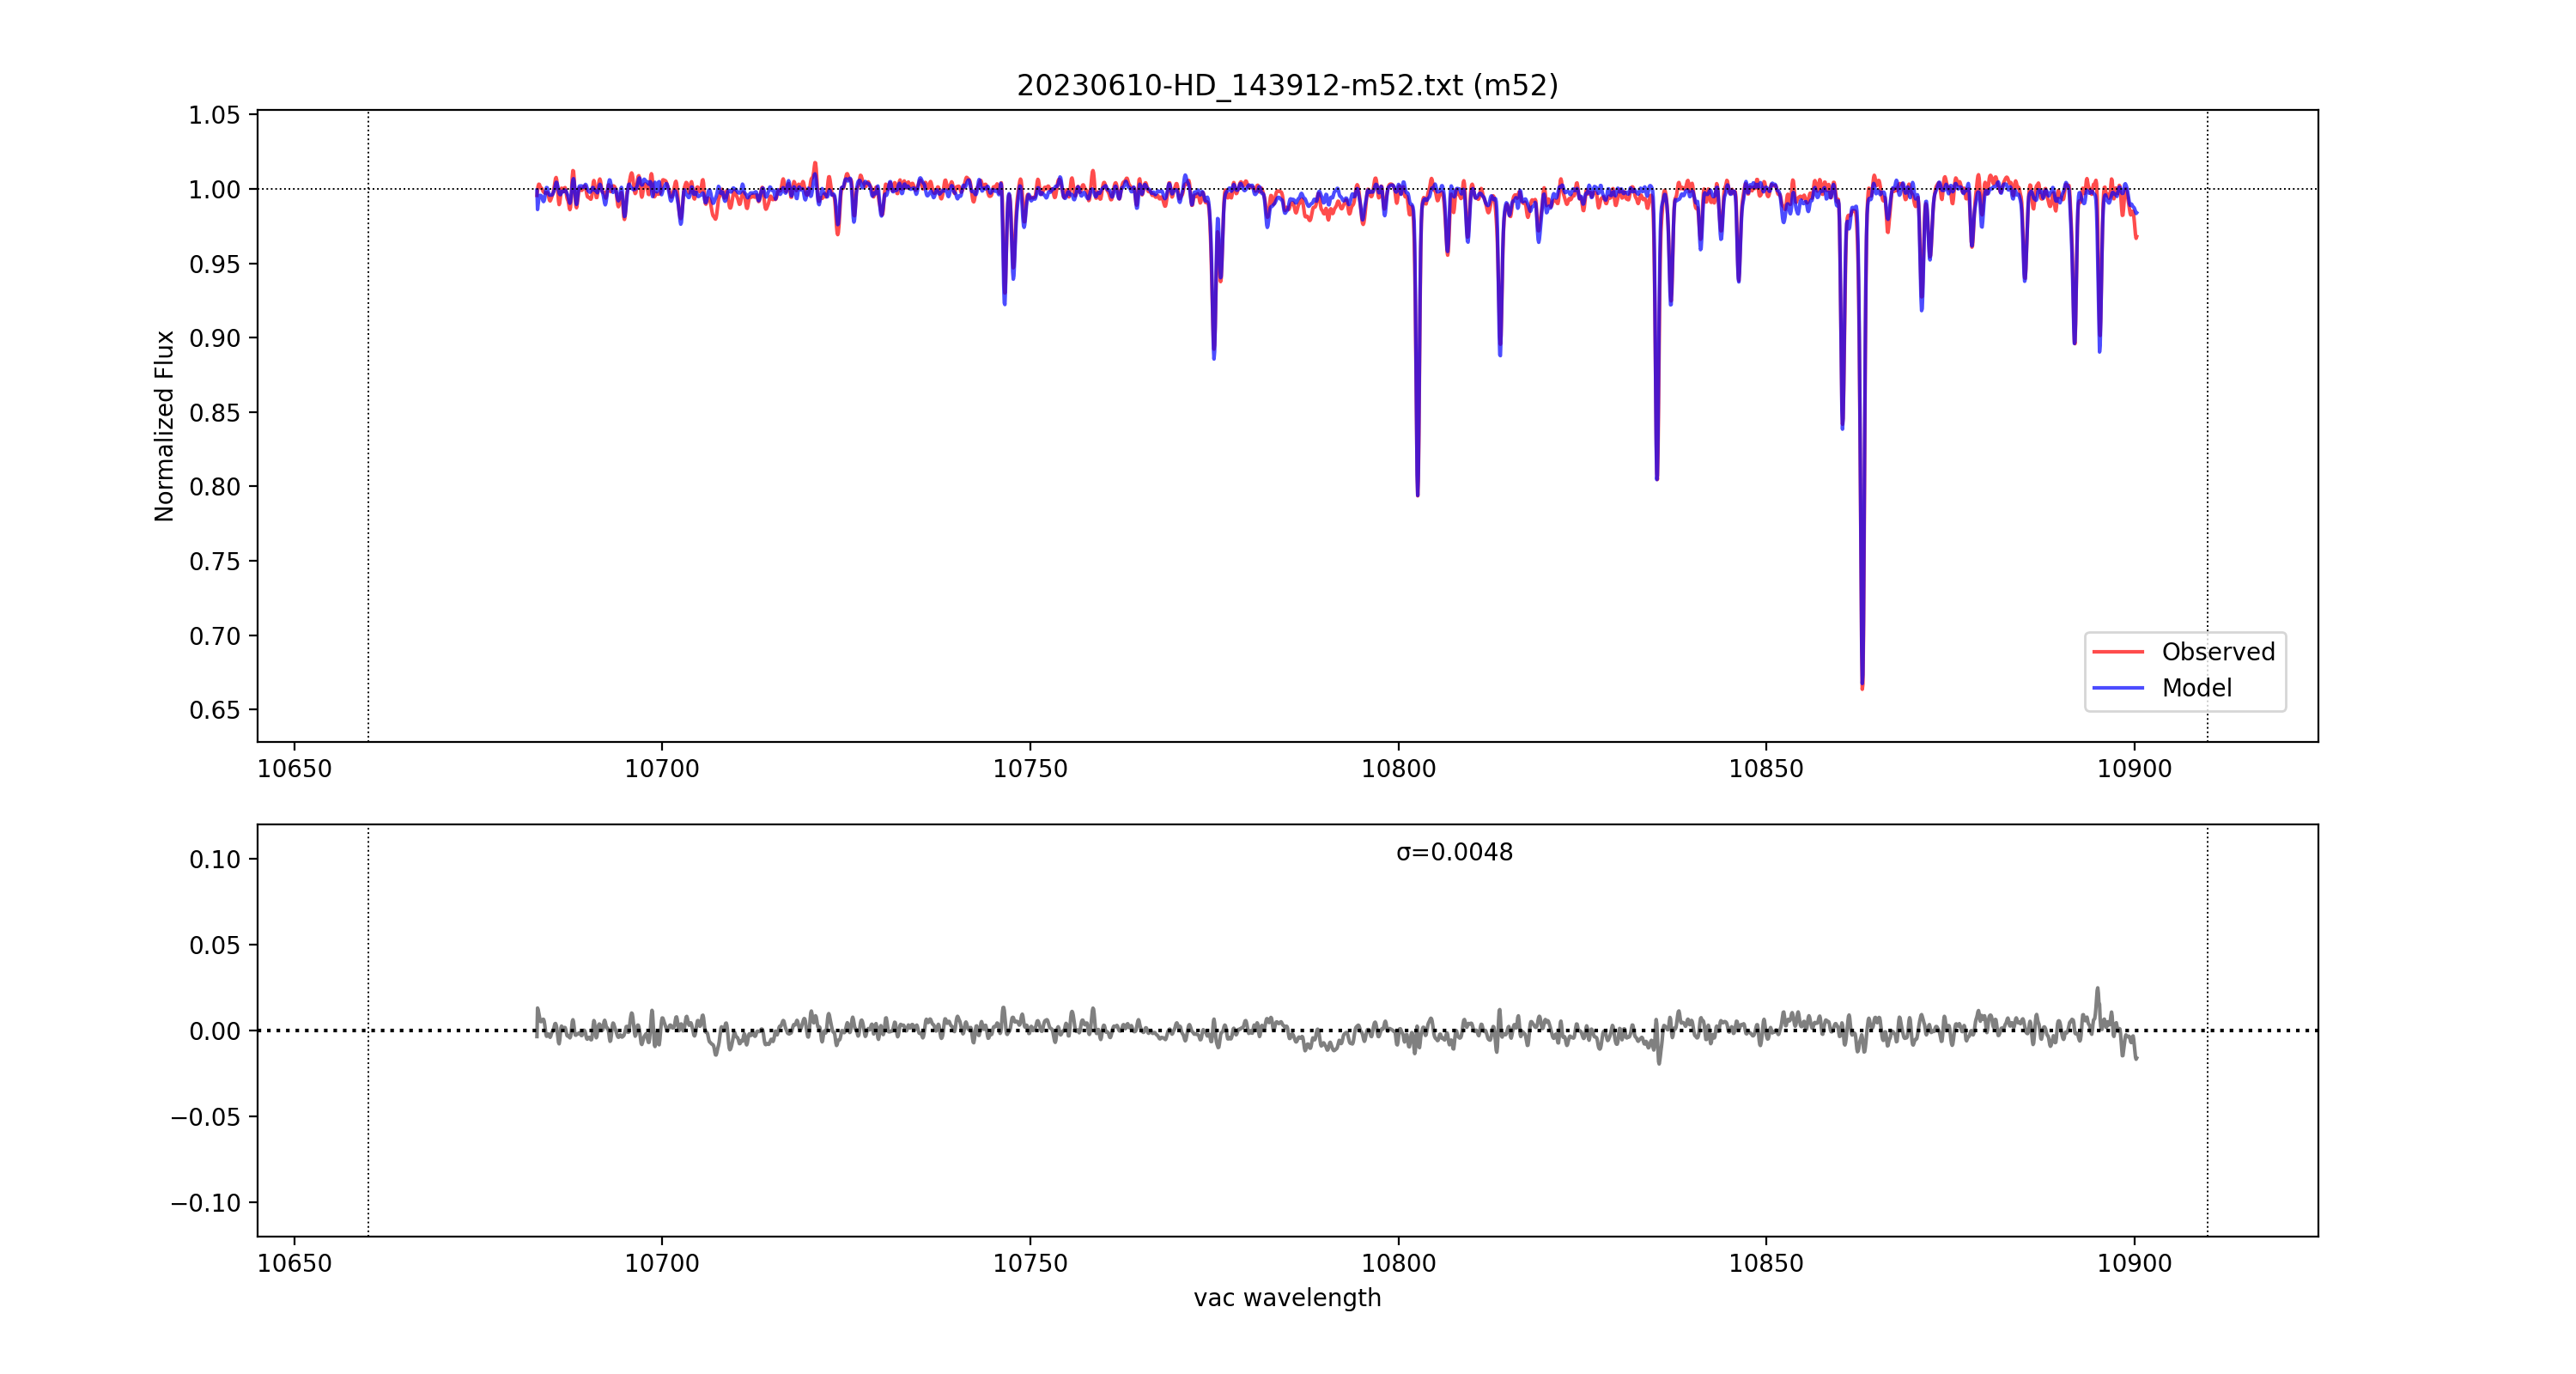 20230610-HD_143912-m52.txt (m52)
1.05
1.00
0.95
0.90
0.85
0.80
0.75
0.70
0.65
Normalized Flux
Observed
Model
10650 10700 10750 10800 10850 10900
σ=0.0048
0.10
0.05
0.00
−0.05
−0.10
10650 10700 10750 10800 10850 10900
vac wavelength